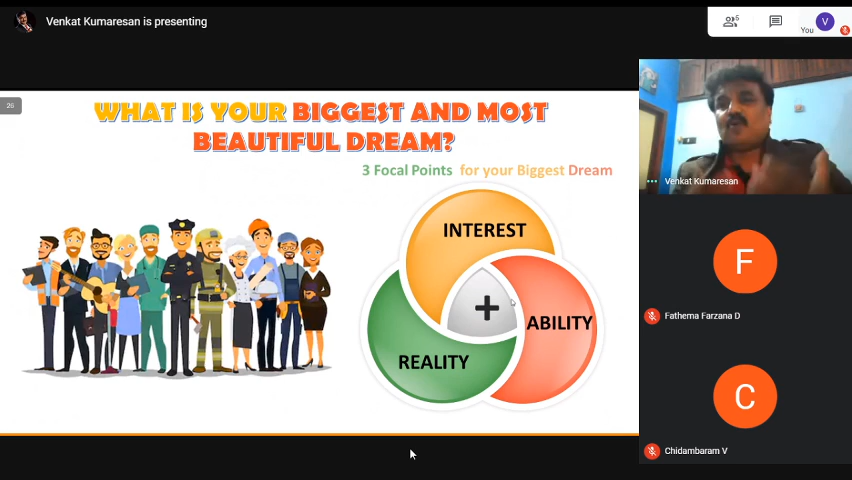 Venkat Kumaresan is presenting
5
You
V
26
WHAT IS YOUR BIGGEST AND MOST
BEAUTIFUL DREAM?
3 Focal Points for your Biggest Dream
INTEREST
ABILITY
REALITY
Venkat Kumaresan
F
Fathema Farzana D
C
Chidambaram V